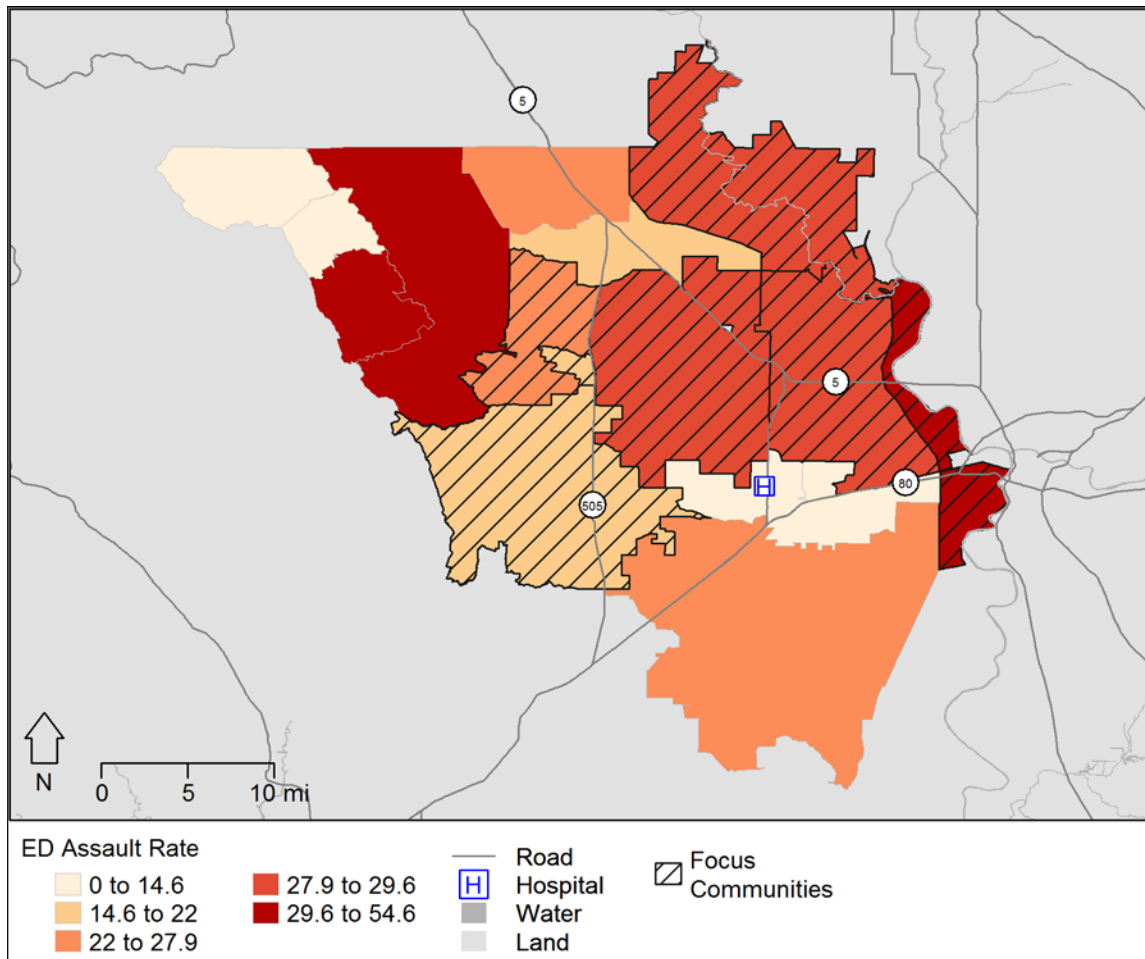 5
5
H
80
505
N
0 5 10 mi
ED Assault Rate
0 to 14.6
14.6 to 22
22 to 27.9
27.9 to 29.6
29.6 to 54.6
Road
H Hospital
Water
Land
Focus
Communities